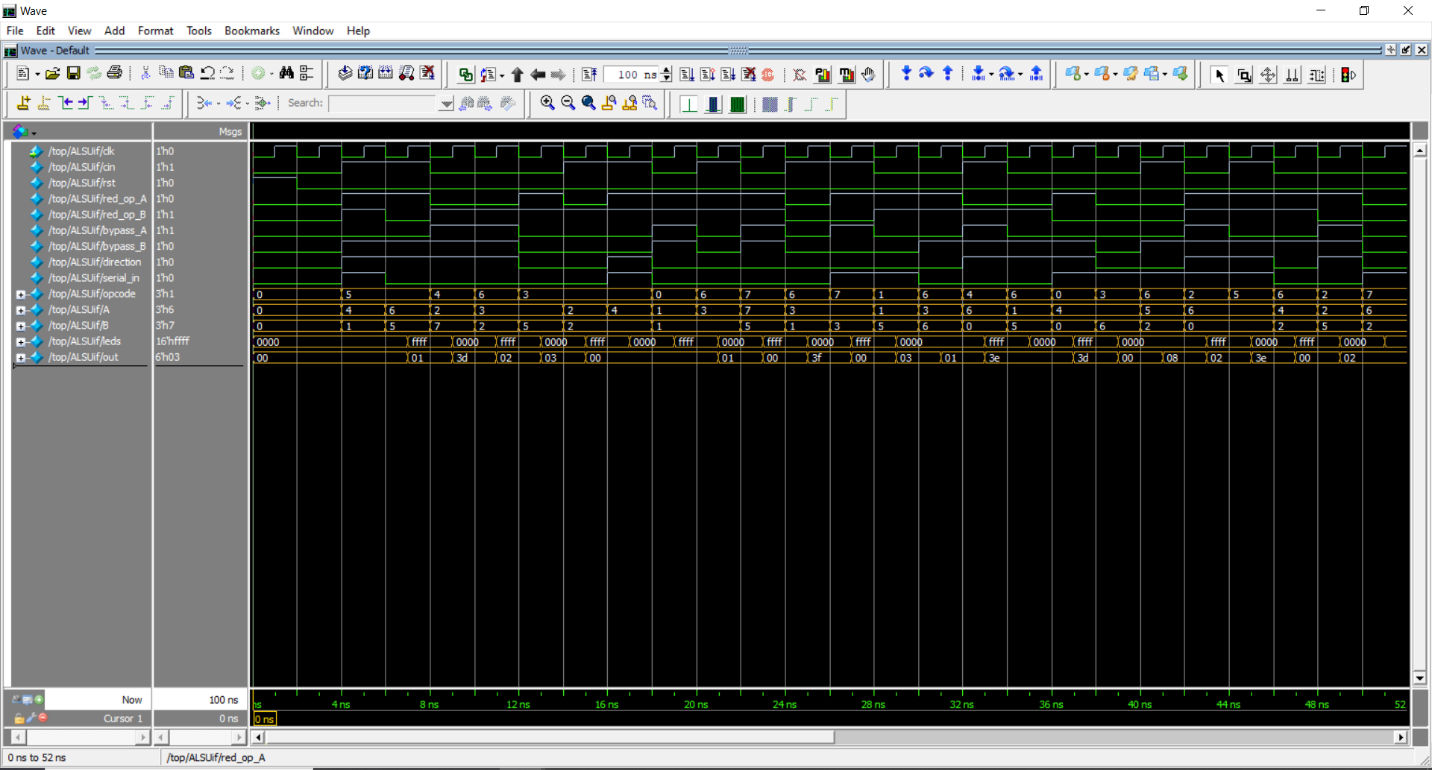 Wave
File Edit View Add Format Tools Bookmarks Window Help
Wave - Default
100 ns
Search:
Msgs
/top/ALSUif/clk 1'h0
/top/ALSUif/cin 1'h1
/top/ALSUif/rst 1'h0
/top/ALSUif/red_op_A 1'h0
/top/ALSUif/red_op_B 1'h1
/top/ALSUif/bypass_A 1'h1
/top/ALSUif/bypass_B 1'h0
/top/ALSUif/direction 1'h0
/top/ALSUif/serial_in 1'h0
/top/ALSUif/opcode 3'h1 0 5 4 6 3 0 6 7 6 7 1 6 4 6 0 3 6 2 5 6 2 7
/top/ALSUif/A 3'h6 0 4 6 2 3 2 4 1 3 7 3 1 3 6 1 4 5 6 4 2 6
/top/ALSUif/B 3'h7 0 1 5 7 2 5 2 1 5 1 3 5 6 0 5 0 6 2 0 2 5 2
/top/ALSUif/leds 16'hffff 0000 ffff 0000 ffff 0000 ffff 0000 ffff 0000 ffff 0000 ffff 0000 ffff 0000 ffff 0000 ffff 0000 ffff 0000
/top/ALSUif/out 6'h03 00 01 3d 02 03 00 01 00 3f 00 03 01 3e 3d 00 08 02 3e 00 02
Now 100 ns ns 4 ns 8 ns 12 ns 16 ns 20 ns 24 ns 28 ns 32 ns 36 ns 40 ns 44 ns 48 ns 52
Cursor 1 0 ns 0 ns
0 ns to 52 ns /top/ALSUif/red_op_A